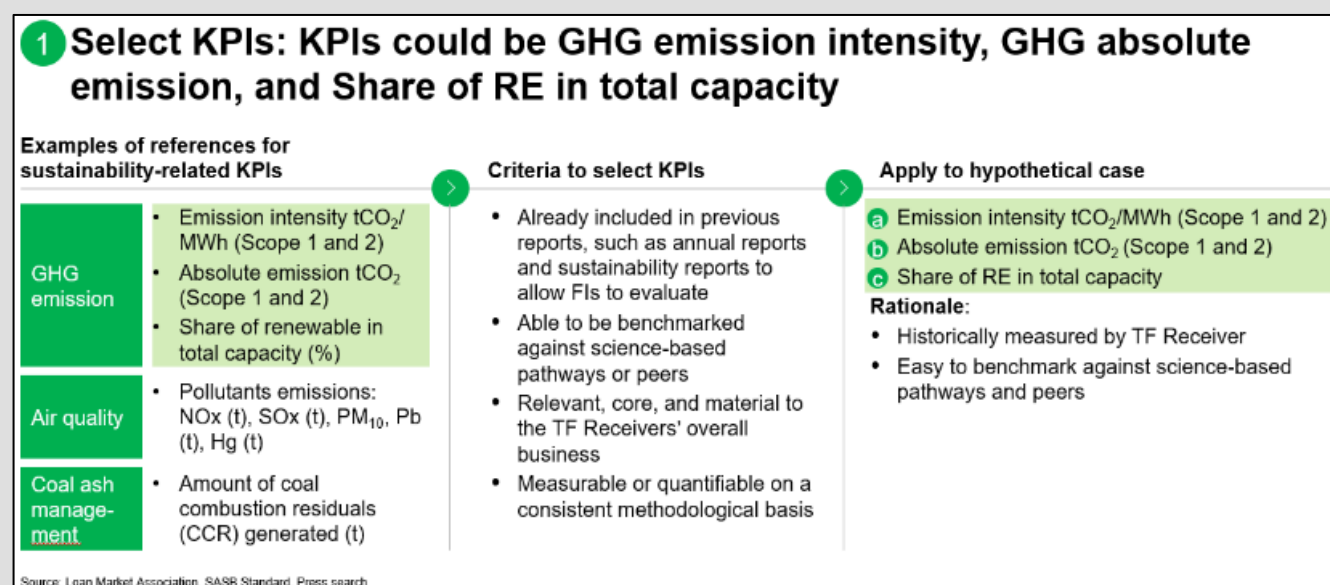 1 Select KPIs: KPIs could be GHG emission intensity, GHG absolute
emission, and Share of RE in total capacity
Examples of references for
sustainability-related KPIs
GHG
emission
• Emission intensity tCO₂/
MWh (Scope 1 and 2)
• Absolute emission tCO₂
(Scope 1 and 2)
• Share of renewable in
total capacity (%)
Air quality
• Pollutants emissions:
NOx (t), SOx (t), PM₁₀, Pb
(t), Hg (t)
Coal ash
manage-
ment
• Amount of coal
combustion residuals
(CCR) generated (t)
Criteria to select KPIs
• Already included in previous
reports, such as annual reports
and sustainability reports to
allow FIs to evaluate
• Able to be benchmarked
against science-based
pathways or peers
• Relevant, core, and material to
the TF Receivers' overall
business
• Measurable or quantifiable on a
consistent methodological basis
Apply to hypothetical case
a Emission intensity tCO₂/MWh (Scope 1 and 2)
b Absolute emission tCO₂ (Scope 1 and 2)
c Share of RE in total capacity
Rationale:
• Historically measured by TF Receiver
• Easy to benchmark against science-based
pathways and peers
Source: Loan Market Association, SASB Standard, Press search